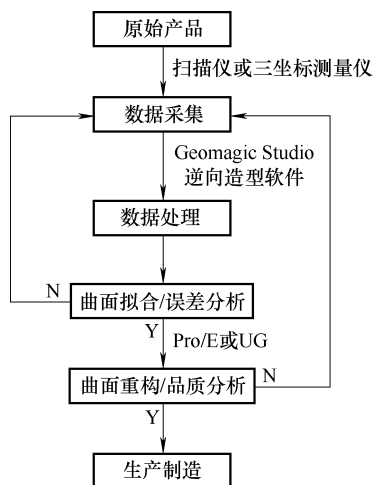 原始产品
扫描仪或三坐标测量仪
数据采集
Geomagic Studio
逆向造型软件
数据处理
N
曲面拟合/误差分析
Y
Pro/E或UG
曲面重构/品质分析
N
Y
生产制造